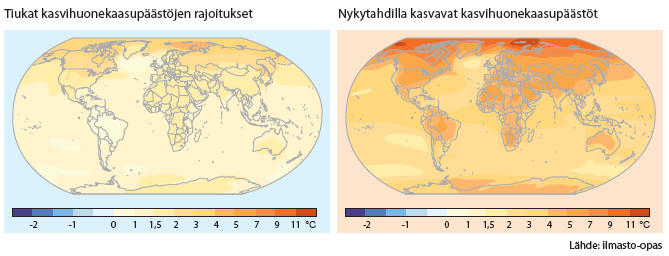 Tiukat kasvihuonekaasupäästöjen rajoitukset
Nykytahdilla kasvavat kasvihuonekaasupäästöt
-2 -1 0 1 1,5 2 3 4 5 7 9 11 °C
-2 -1 0 1 1,5 2 3 4 5 7 9 11 °C
Lähde: ilmasto-opas